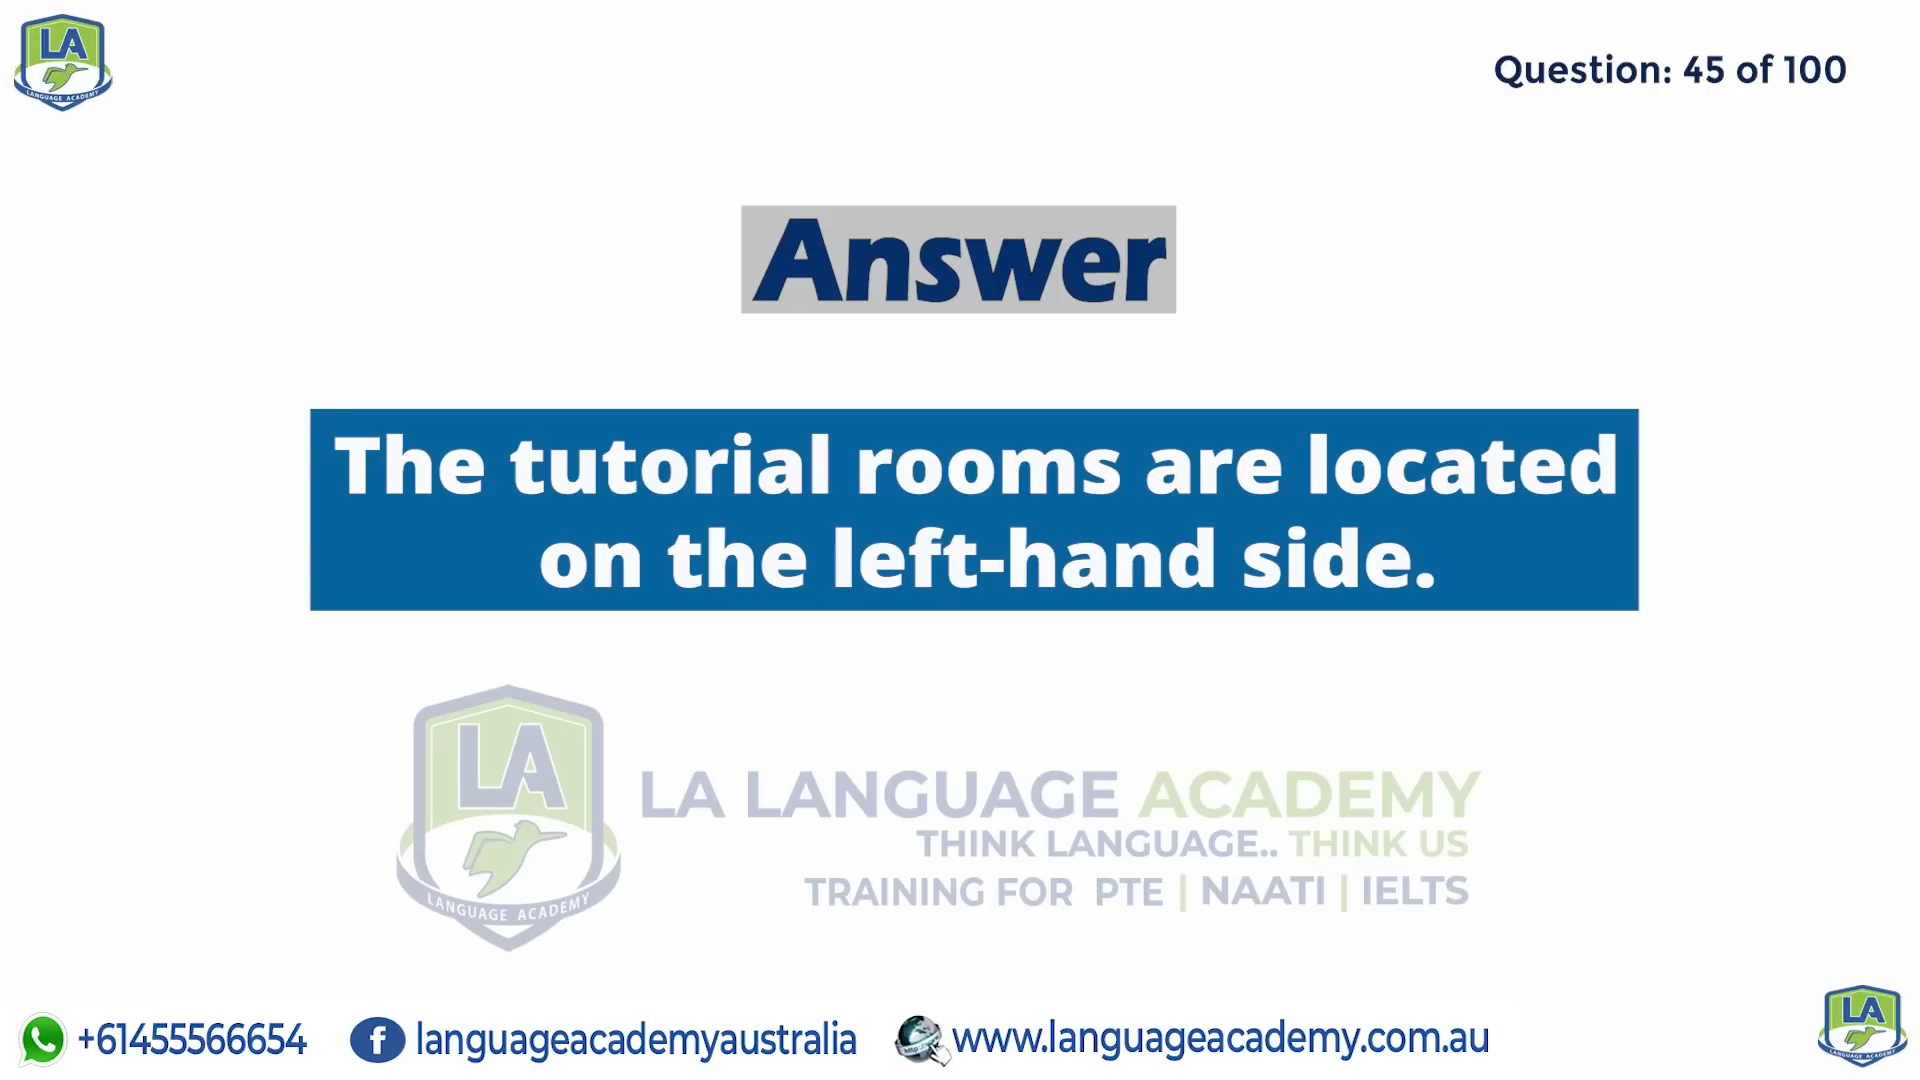 LA
LANGUAGE ACADEMY
Question: 45 of 100
Answer
The tutorial rooms are located
on the left-hand side.
LA
LANGUAGE ACADEMY
LA LANGUAGE ACADEMY
THINK LANGUAGE.. THINK US
TRAINING FOR PTE | NAATI | IELTS
+61455566654
f
languageacademyaustralia
www.languageacademy.com.au
LA
LANGUAGE ACADEMY